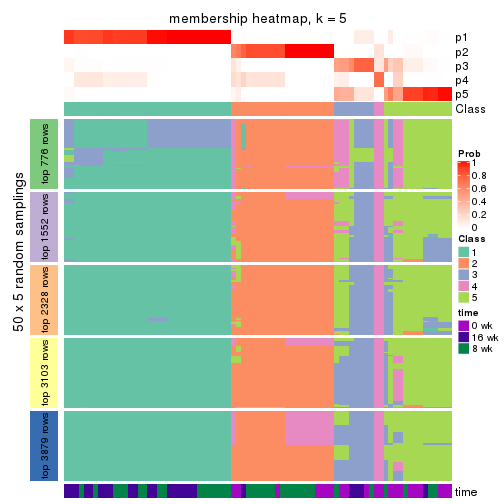 membership heatmap, k = 5
p1
p2
p3
p4
p5
Class
50 x 5 random samplings
top 776 rows
top 1552 rows
top 2328 rows
top 3103 rows
top 3879 rows
time
Prob
1
0.8
0.6
0.4
0.2
0
Class
1
2
3
4
5
time
0 wk
16 wk
8 wk